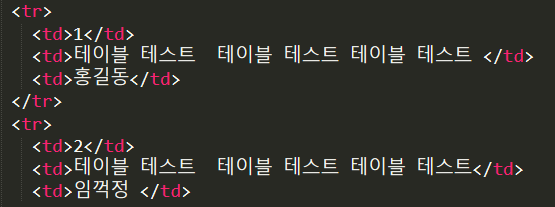 <tr>
<td>1</td>
<td>테이블 테스트  테이블 테스트 테이블 테스트 </td>
<td>홍길동</td>
</tr>
<tr>
<td>2</td>
<td>테이블 테스트  테이블 테스트 테이블 테스트</td>
<td>임꺽정 </td>